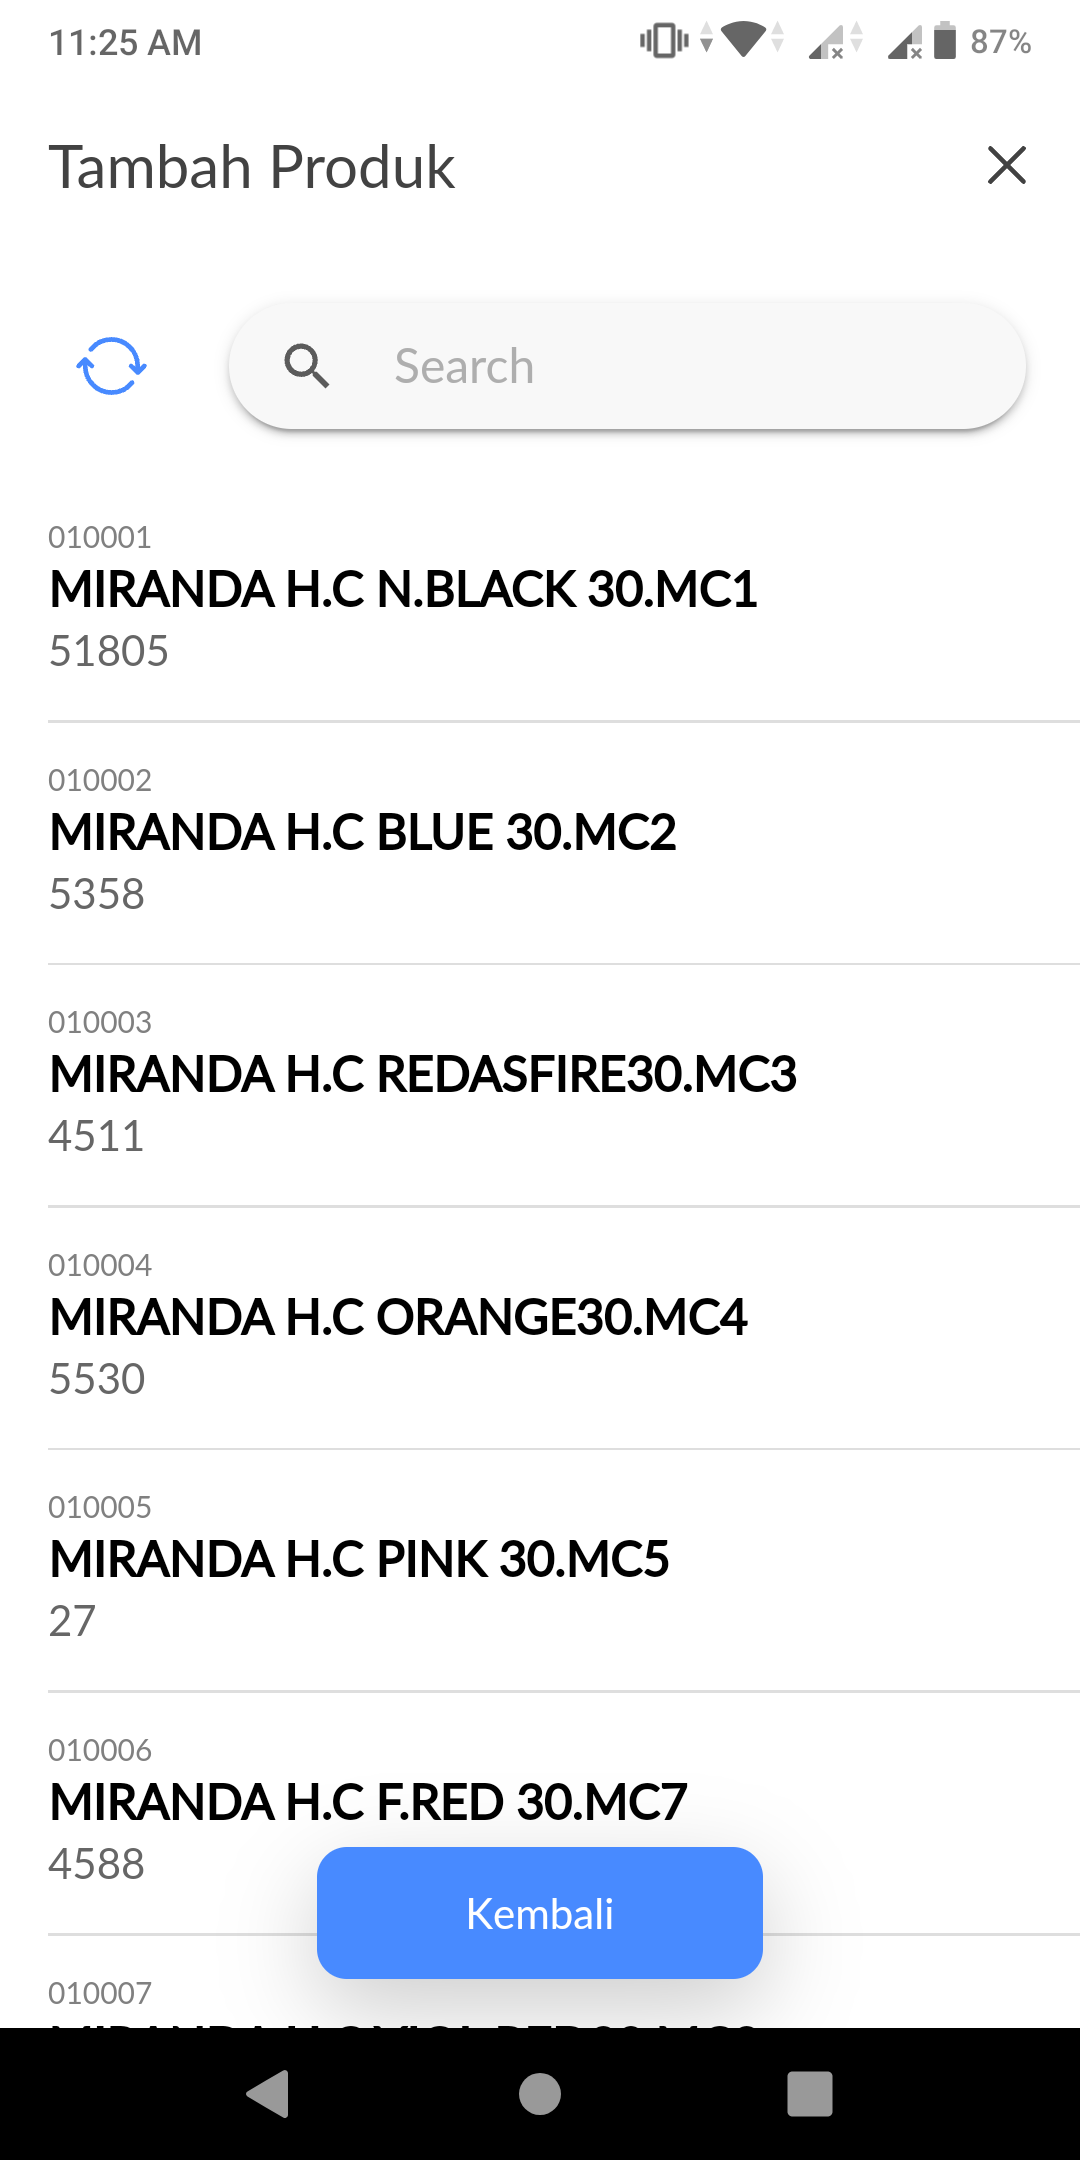 11:25 AM
87%
Tambah Produk
Search
010001
MIRANDA H.C N.BLACK 30.MC1
51805
010002
MIRANDA H.C BLUE 30.MC2
5358
010003
MIRANDA H.C REDASFIRE30.MC3
4511
010004
MIRANDA H.C ORANGE30.MC4
5530
010005
MIRANDA H.C PINK 30.MC5
27
010006
MIRANDA H.C F.RED 30.MC7
4588
Kembali
010007
MIRANDA H.C